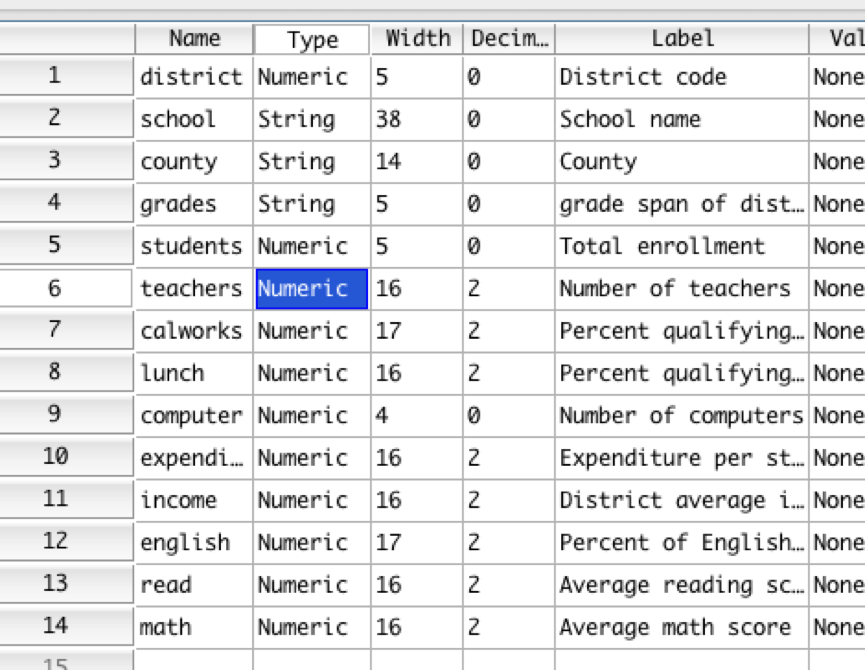 Name Type Width Decim… Label Val
1 district Numeric 5 0 District code None
2 school String 38 0 School name None
3 county String 14 0 County None
4 grades String 5 0 grade span of dist… None
5 students Numeric 5 0 Total enrollment None
6 teachers Numeric 16 2 Number of teachers None
7 calworks Numeric 17 2 Percent qualifying… None
8 lunch Numeric 16 2 Percent qualifying… None
9 computer Numeric 4 0 Number of computers None
10 expendi… Numeric 16 2 Expenditure per st… None
11 income Numeric 16 2 District average i… None
12 english Numeric 17 2 Percent of English… None
13 read Numeric 16 2 Average reading sc… None
14 math Numeric 16 2 Average math score None
15